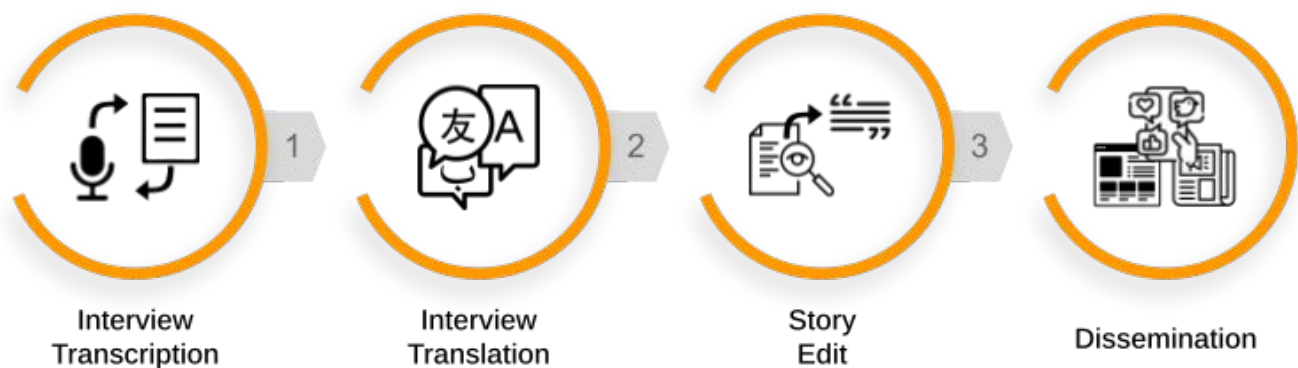 友
A
1
2
3
Interview
Transcription
Interview
Translation
Story
Edit
Dissemination